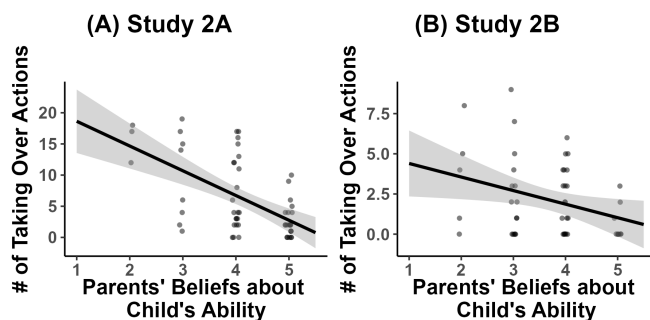 (A) Study 2A
# of Taking Over Actions
20
15
10
5
0
1 2 3 4 5
Parents' Beliefs about
Child's Ability
(B) Study 2B
# of Taking Over Actions
7.5
5.0
2.5
0.0
1 2 3 4 5
Parents' Beliefs about
Child's Ability